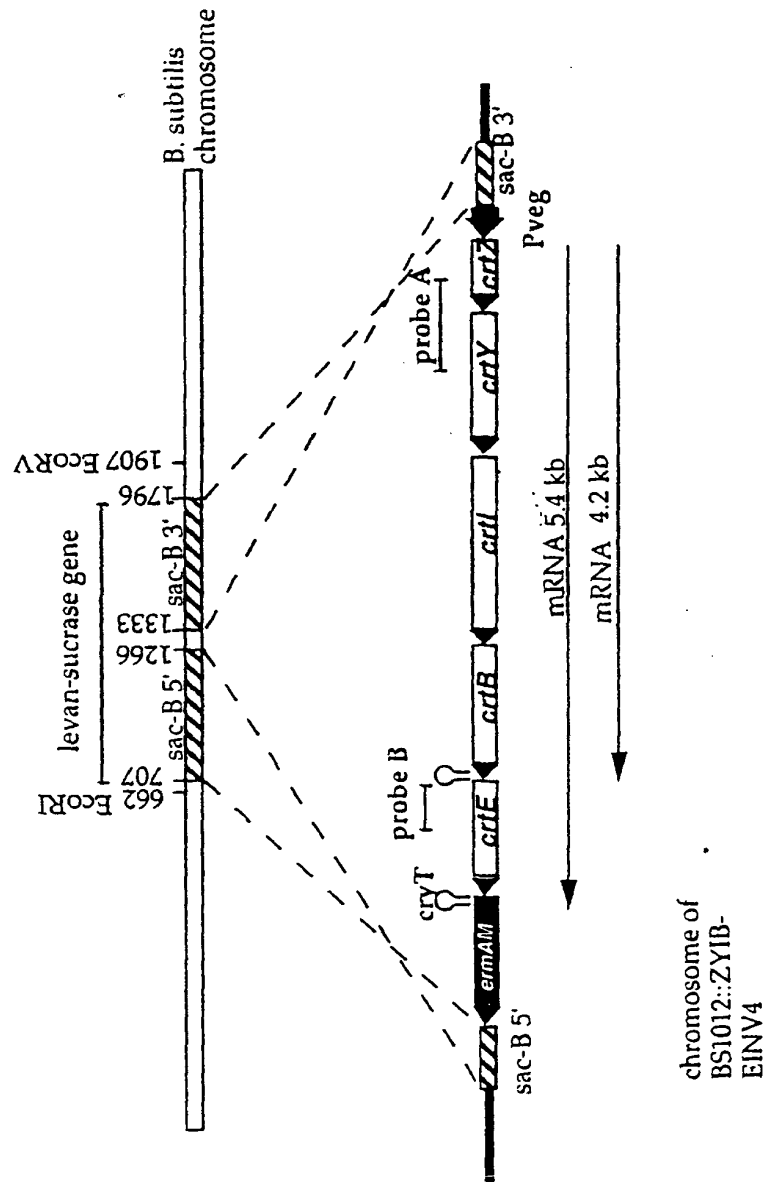 B. subtilis
chromosome
levan-sucrase gene
EcoRI
662
707
sac-B 5'
1266
1333
sac-B 3'
1796
1907 EcoRV
probe A
probe B
cryT
ermAM
crtE
crtB
crtI
crtY
crtZ
Pveg
sac-B 3'
sac-B 5'
mRNA 5.4 kb
mRNA 4.2 kb
chromosome of
BS1012::ZYIB-
EINV4